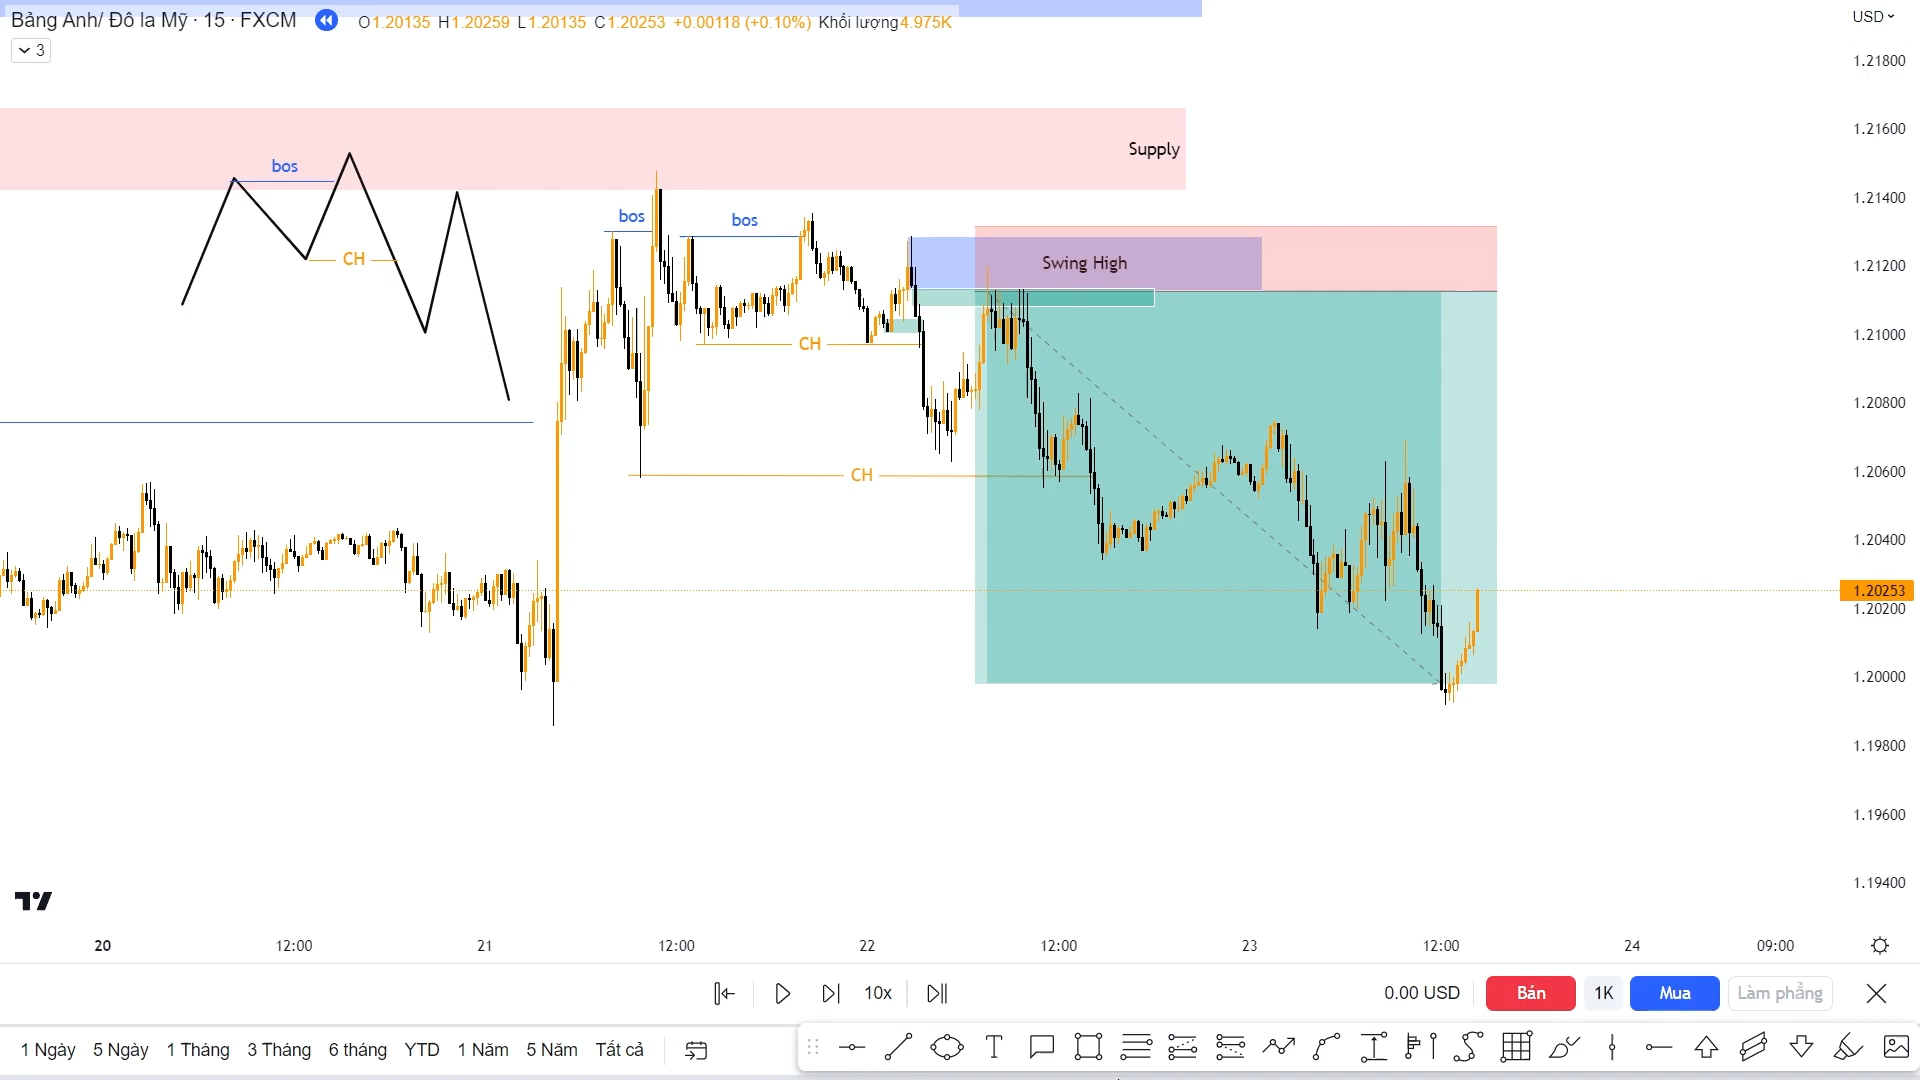 Bảng Anh/ Đô la Mỹ · 15 · FXCM O1.20135 H1.20259 L1.20135 C1.20253 +0.00118 (+0.10%) Khối lượng4.975K USD
3
1.21800
1.21600
Supply
bos
1.21400
bos bos
CH
Swing High
1.21200
1.21000
CH
1.20800
CH
1.20600
1.20400
1.20253
1.20200
1.20000
1.19800
1.19600
1.19400
20 12:00 21 12:00 22 12:00 23 12:00 24 09:00
10x 0.00 USD Bán 1K Mua Làm phẳng
1 Ngày 5 Ngày 1 Tháng 3 Tháng 6 tháng YTD 1 Năm 5 Năm Tất cả